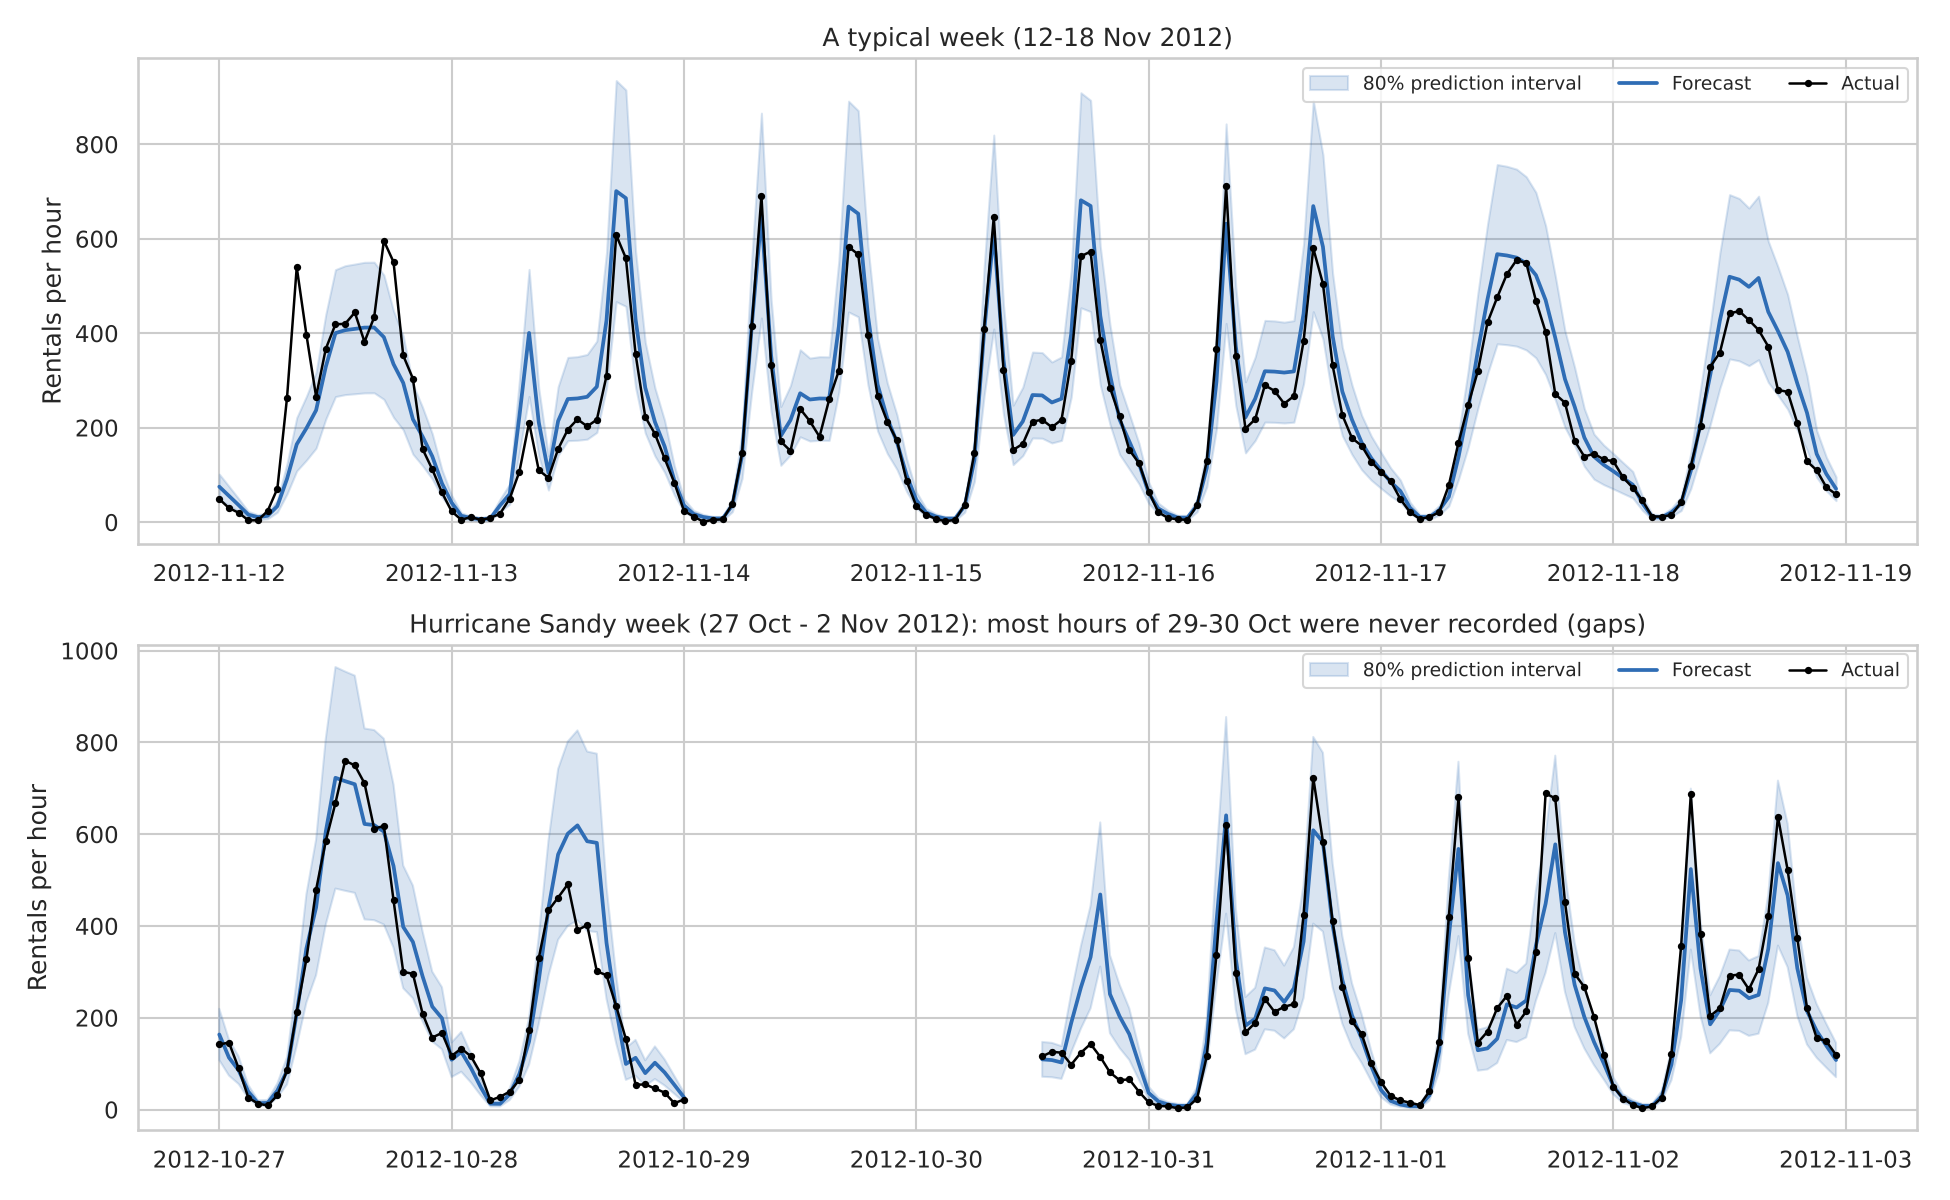 A typical week (12-18 Nov 2012)
80% prediction interval
Forecast
Actual
Rentals per hour
800
600
400
200
0
2012-11-12
2012-11-13
2012-11-14
2012-11-15
2012-11-16
2012-11-17
2012-11-18
2012-11-19
Hurricane Sandy week (27 Oct - 2 Nov 2012): most hours of 29-30 Oct were never recorded (gaps)
80% prediction interval
Forecast
Actual
Rentals per hour
1000
800
600
400
200
0
2012-10-27
2012-10-28
2012-10-29
2012-10-30
2012-10-31
2012-11-01
2012-11-02
2012-11-03